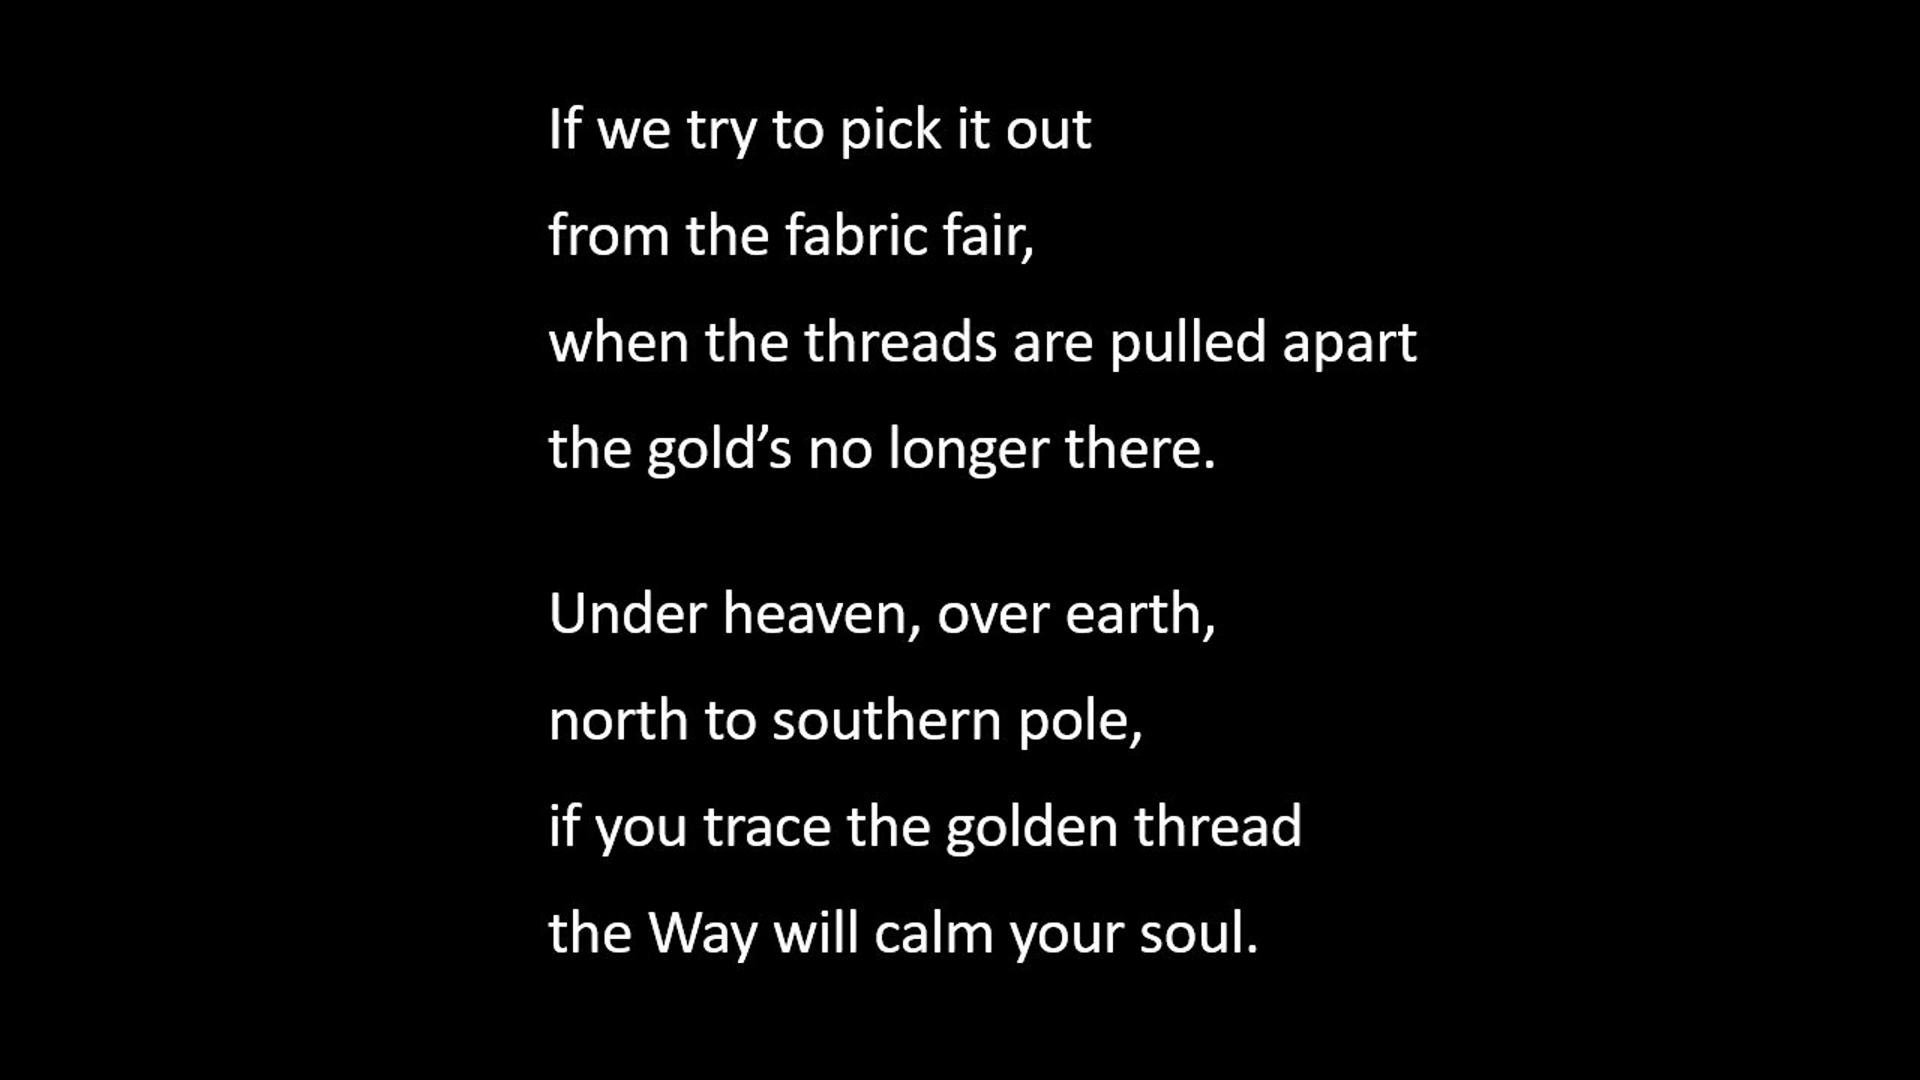 If we try to pick it out
from the fabric fair,
when the threads are pulled apart
the gold’s no longer there.
Under heaven, over earth,
north to southern pole,
if you trace the golden thread
the Way will calm your soul.